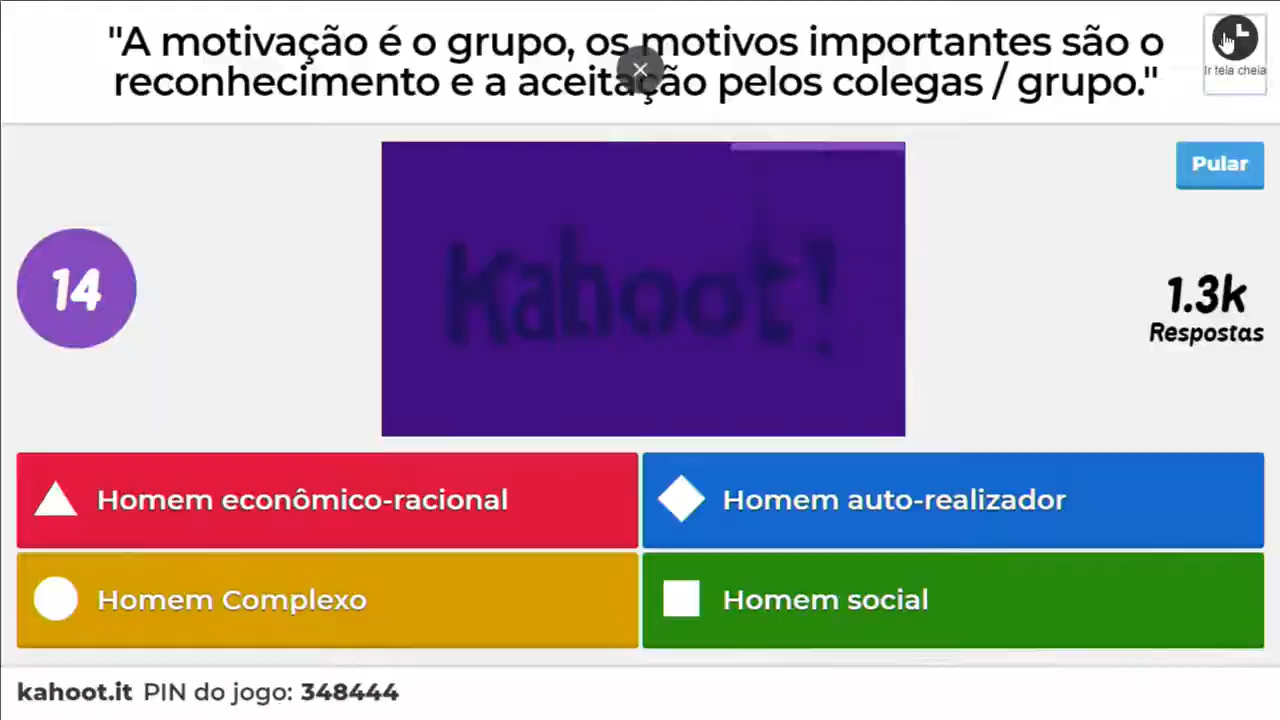 "A motivação é o grupo, os motivos importantes são o
reconhecimento e a aceitação pelos colegas / grupo."
Ir tela cheia
Pular
14
Kahoot!
1.3k
Respostas
Homem econômico-racional
Homem auto-realizador
Homem Complexo
Homem social
kahoot.it PIN do jogo: 348444